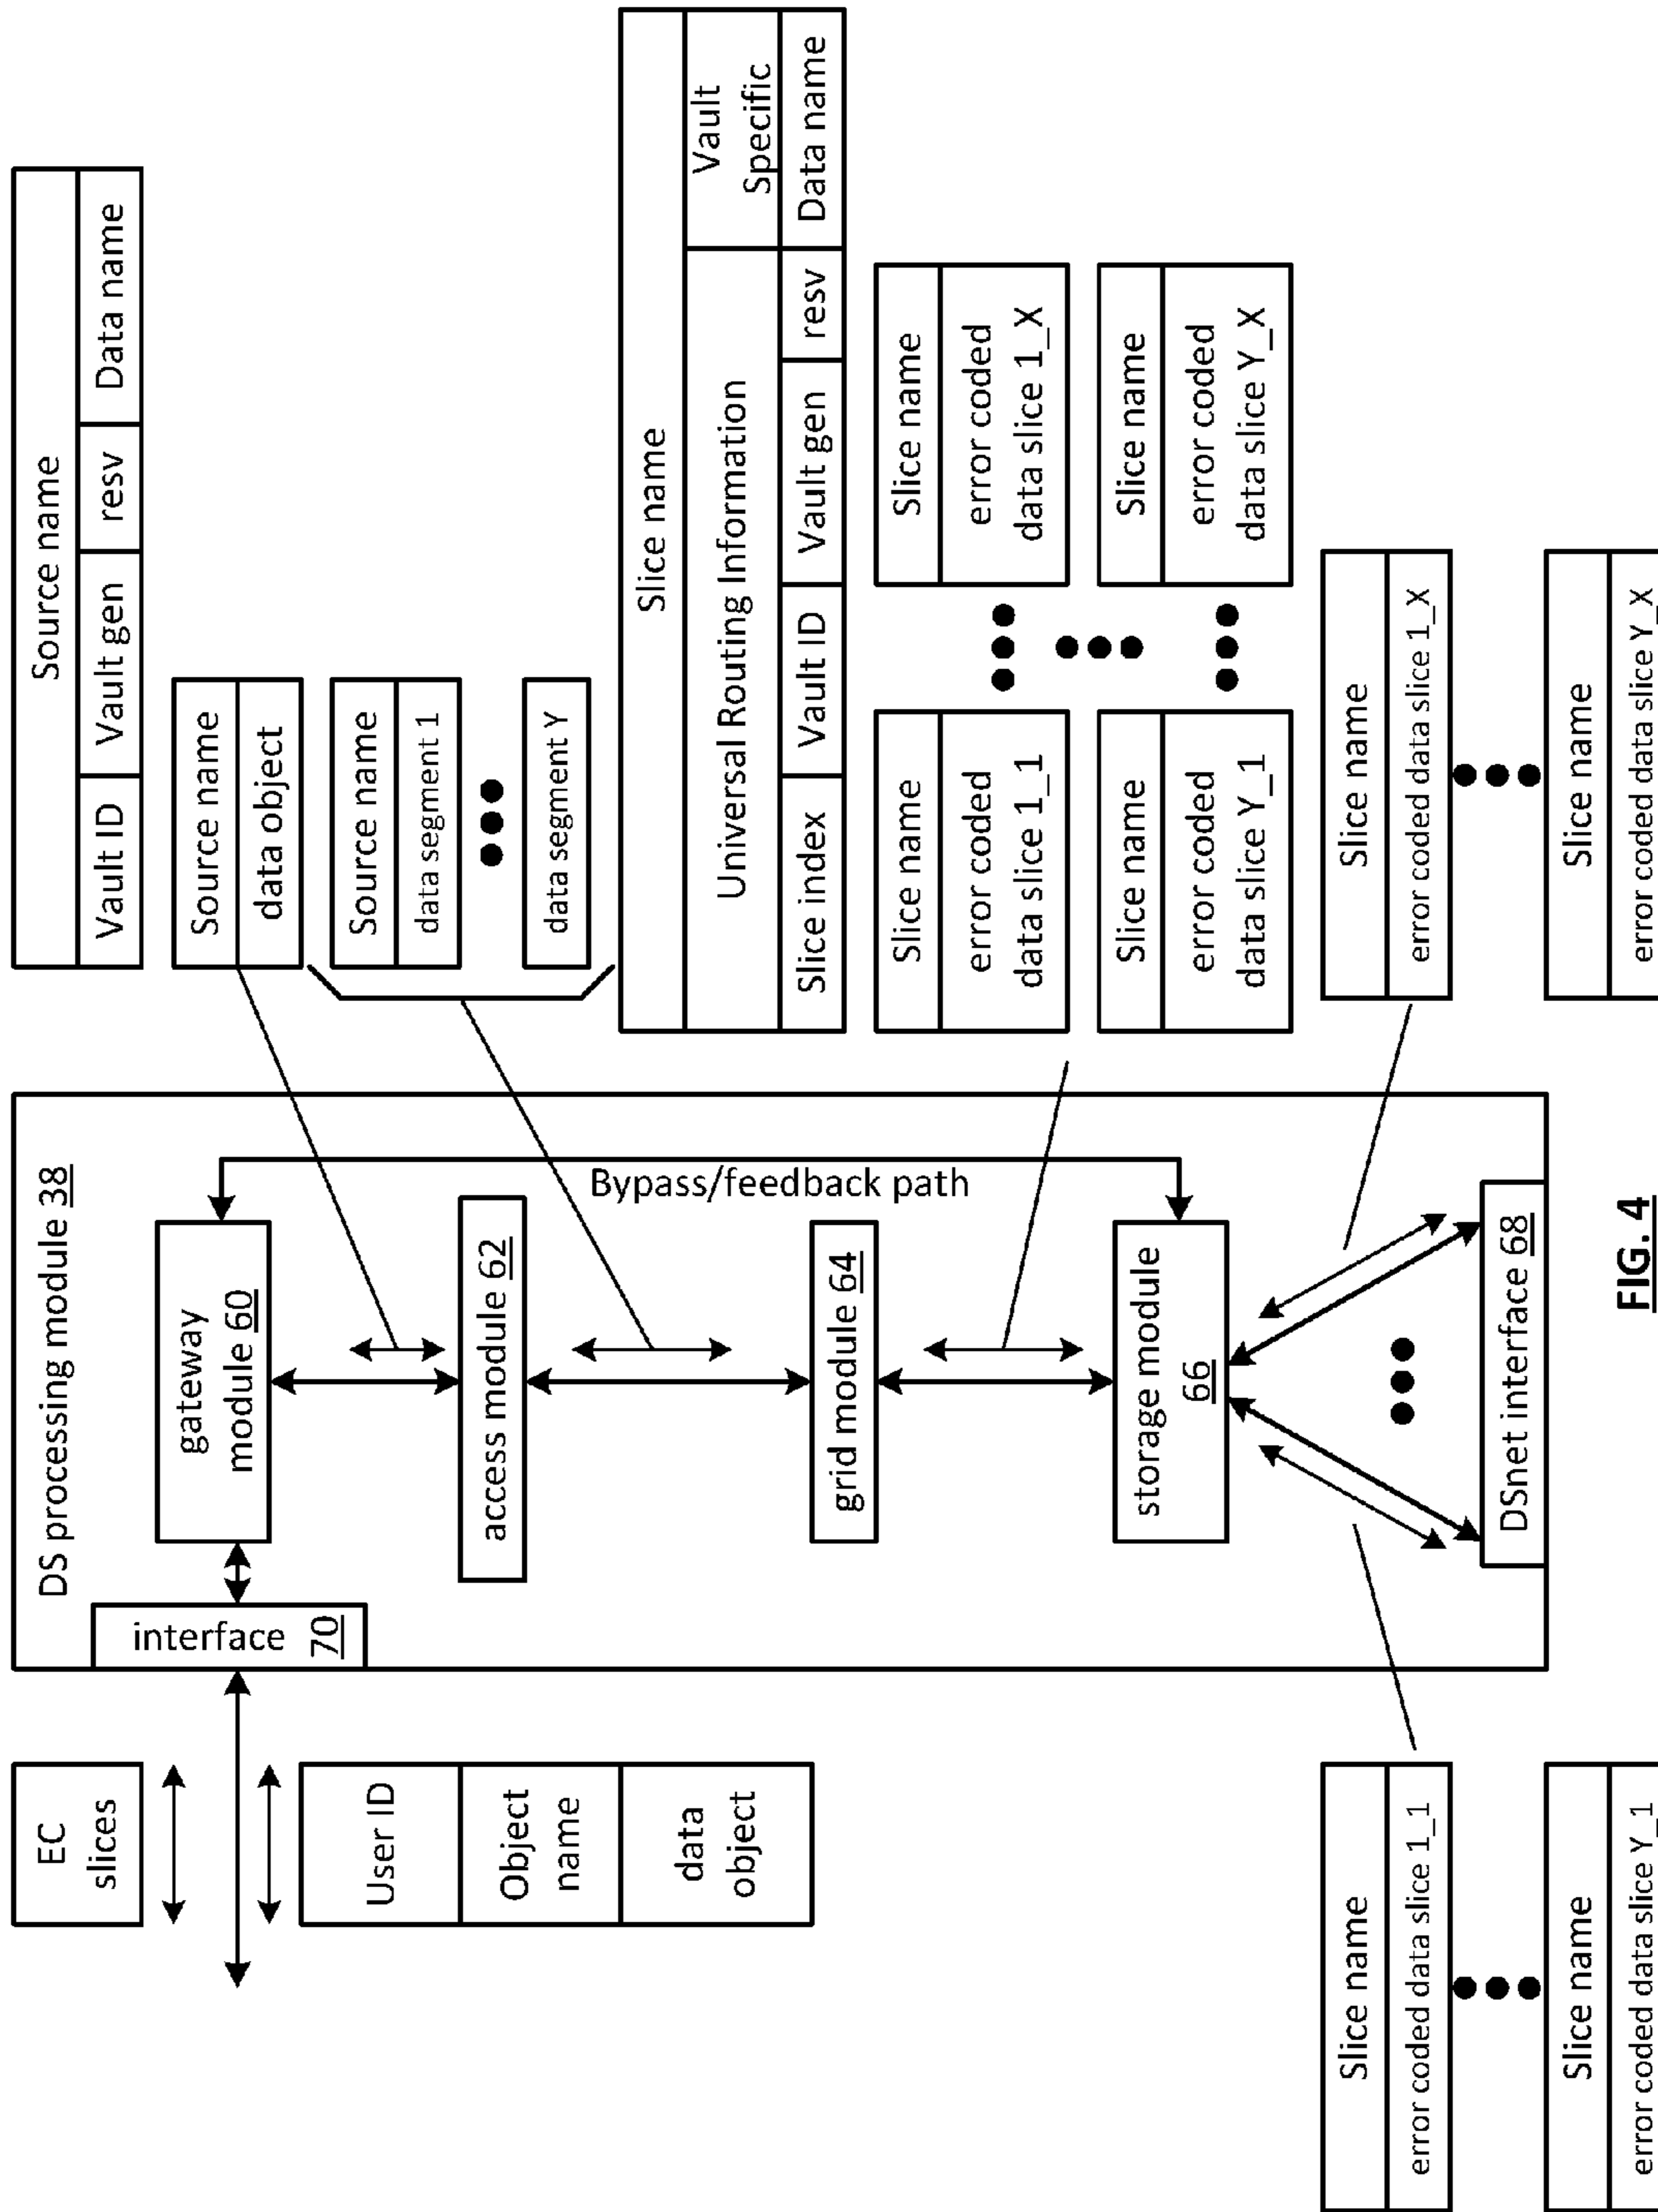 EC
slices
User ID
Object
name
data
object
DS processing module 38
interface 70
gateway
module 60
access module 62
Bypass/feedback path
grid module 64
storage module
66
DSnet interface 68
Source name
Vault ID Vault gen resv Data name
Source name
data object
Source name
data segment 1
data segment Y
Slice name
Universal Routing Information
Vault
Specific
Slice index Vault ID Vault gen resv Data name
Slice name
error coded
data slice 1_1
Slice name
error coded
data slice 1_X
Slice name
error coded
data slice Y_1
Slice name
error coded
data slice Y_X
Slice name
error coded data slice 1_1
Slice name
error coded data slice Y_1
Slice name
error coded data slice 1_X
Slice name
error coded data slice Y_X
FIG. 4